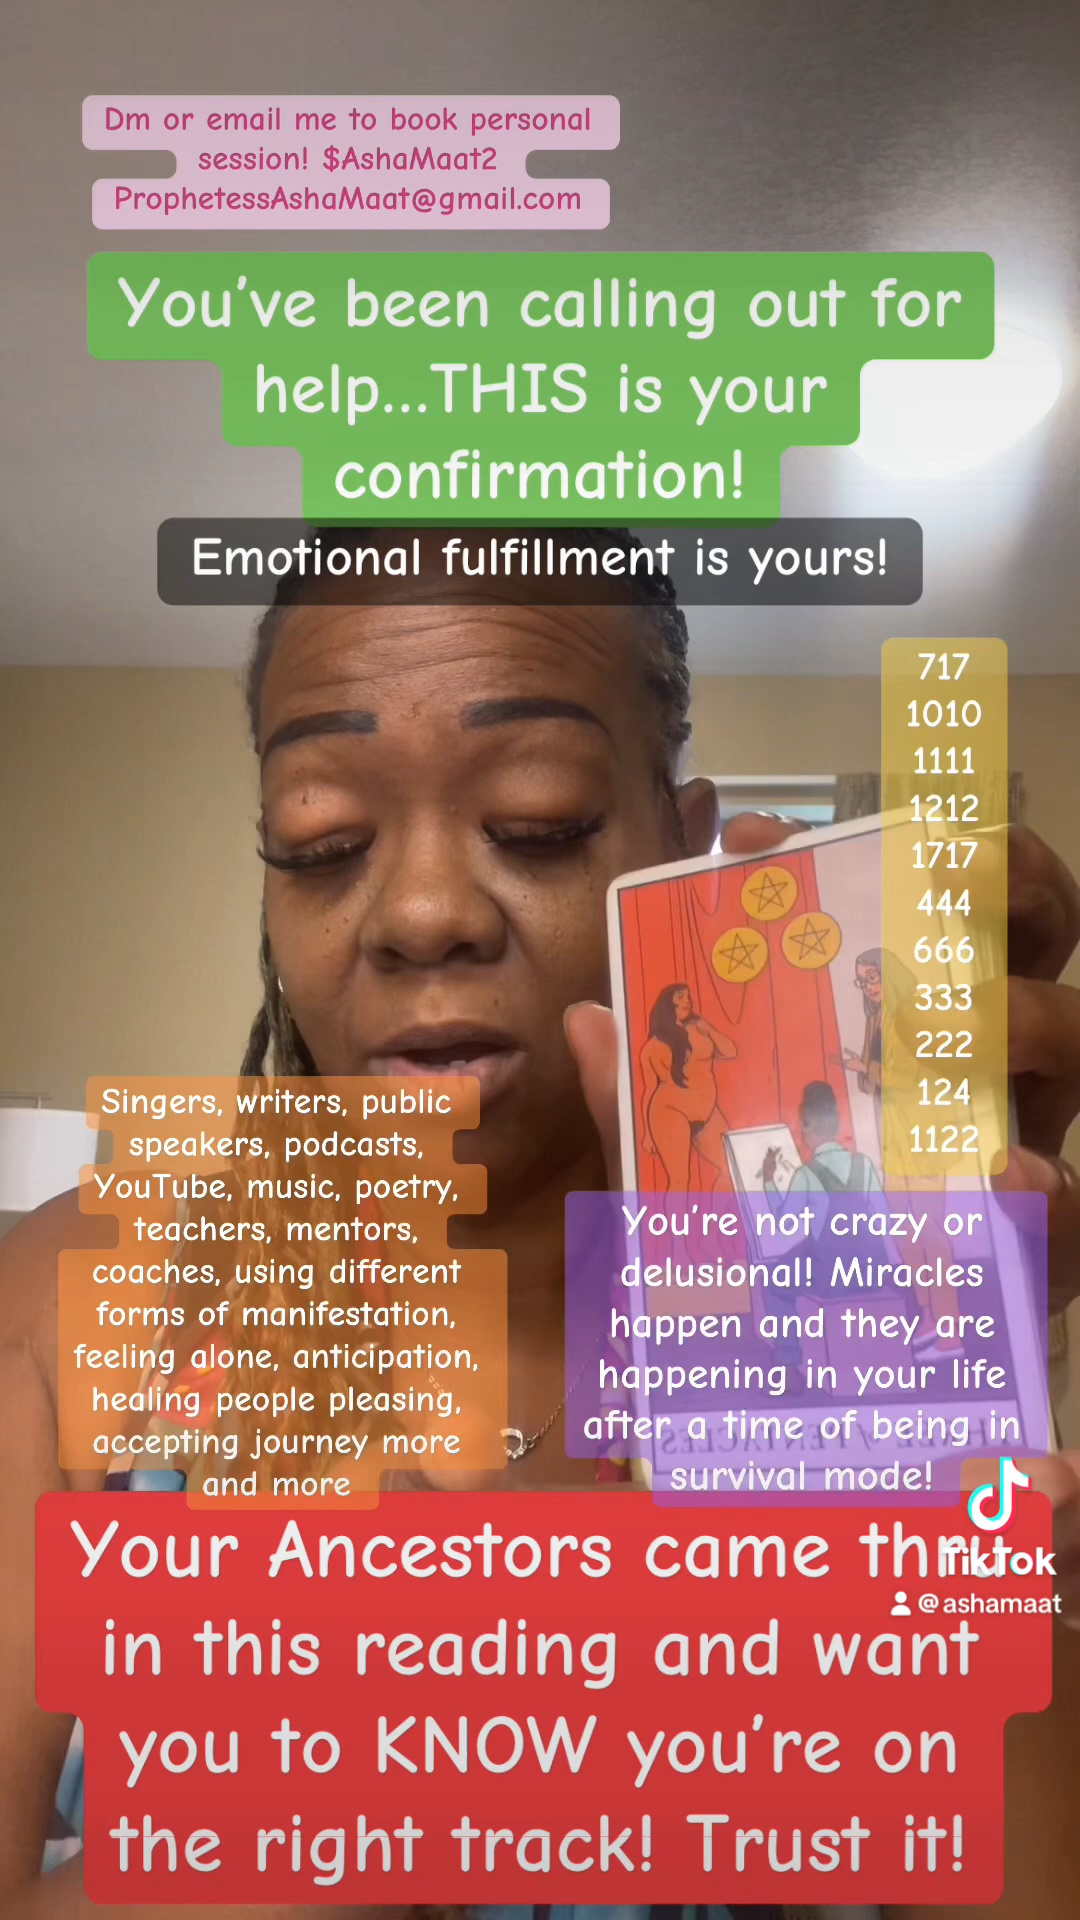 Dm or email me to book personal
session! $AshaMaat2
ProphetessAshaMaat@gmail.com
You've been calling out for
help...THIS is your
confirmation!
Emotional fulfillment is yours!
717
1010
1111
1212
1717
444
666
333
222
124
1122
Singers, writers, public
speakers, podcasts,
YouTube, music, poetry,
teachers, mentors,
coaches, using different
forms of manifestation,
feeling alone, anticipation,
healing people pleasing,
accepting journey more
and more
You're not crazy or
delusional! Miracles
happen and they are
happening in your life
after a time of being in
survival mode!
PENTACLES
Your Ancestors came thru
in this reading and want
you to KNOW you're on
the right track! Trust it!
TikTok
@ashamaat